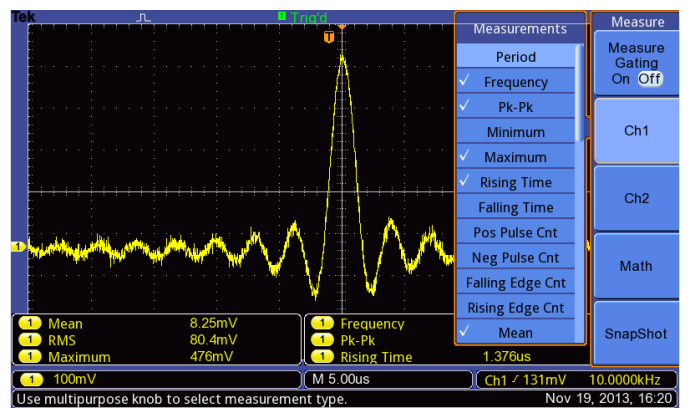 Tek
T Trig'd
T
Measurements
Period
✓ Frequency
✓ Pk-Pk
Minimum
✓ Maximum
✓ Rising Time
Falling Time
Pos Pulse Cnt
Neg Pulse Cnt
Falling Edge Cnt
Rising Edge Cnt
✓ Mean
Measure
Measure
Gating
On Off
Ch1
Ch2
Math
SnapShot
1
1 Mean 8.25mV
1 RMS 80.4mV
1 Maximum 476mV
1 Frequency
1 Pk-Pk
1 Rising Time 1.376us
1 100mV
M 5.00us
Ch1 / 131mV 10.0000kHz
Use multipurpose knob to select measurement type.
Nov 19, 2013, 16:20